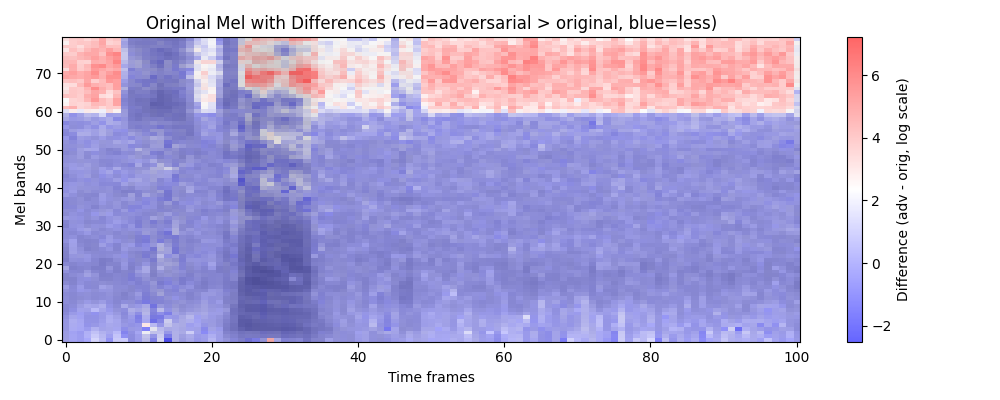 Original Mel with Differences (red=adversarial > original, blue=less)
70
60
50
40
30
20
10
0
Mel bands
0 20 40 60 80 100
Time frames
6
4
2
0
−2
Difference (adv - orig, log scale)